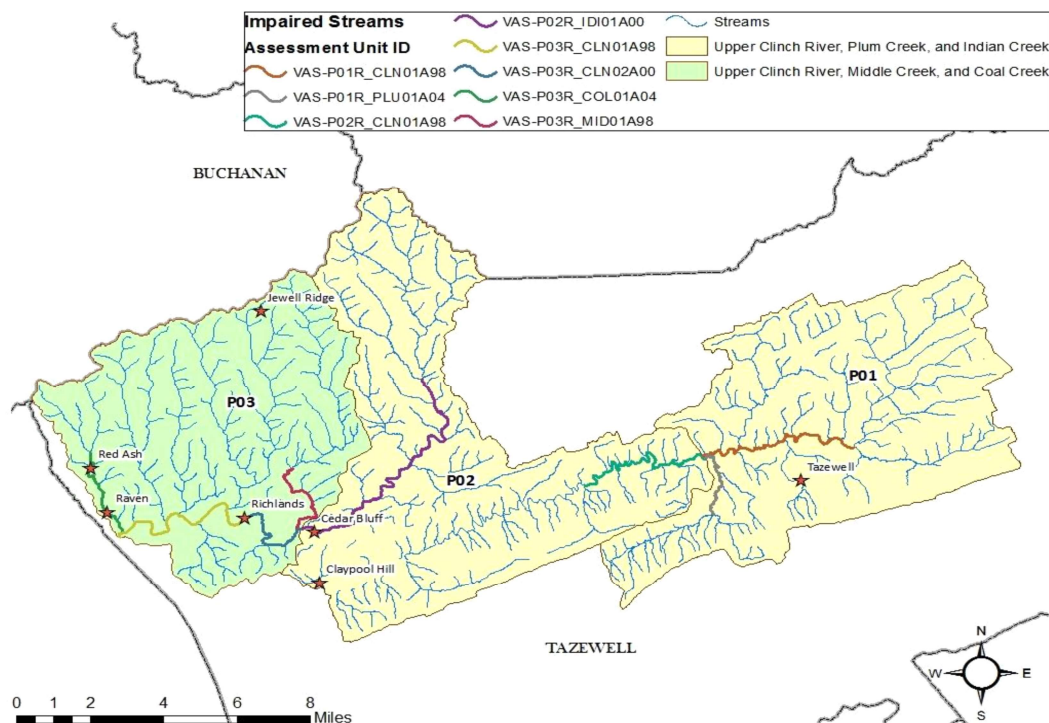 Impaired Streams
Assessment Unit ID
VAS-P01R_CLN01A98
VAS-P01R_PLU01A04
VAS-P02R_CLN01A98
VAS-P02R_IDI01A00
VAS-P03R_CLN01A98
VAS-P03R_CLN02A00
VAS-P03R_COL01A04
VAS-P03R_MID01A98
Streams
Upper Clinch River, Plum Creek, and Indian Creek
Upper Clinch River, Middle Creek, and Coal Creek
BUCHANAN
Jewell Ridge
P03
P01
Red Ash
Raven
Richlands
Cedar Bluff
P02
Tazewell
Claypool Hill
TAZEWELL
N
W E
S
0 1 2 4 6 8
Miles